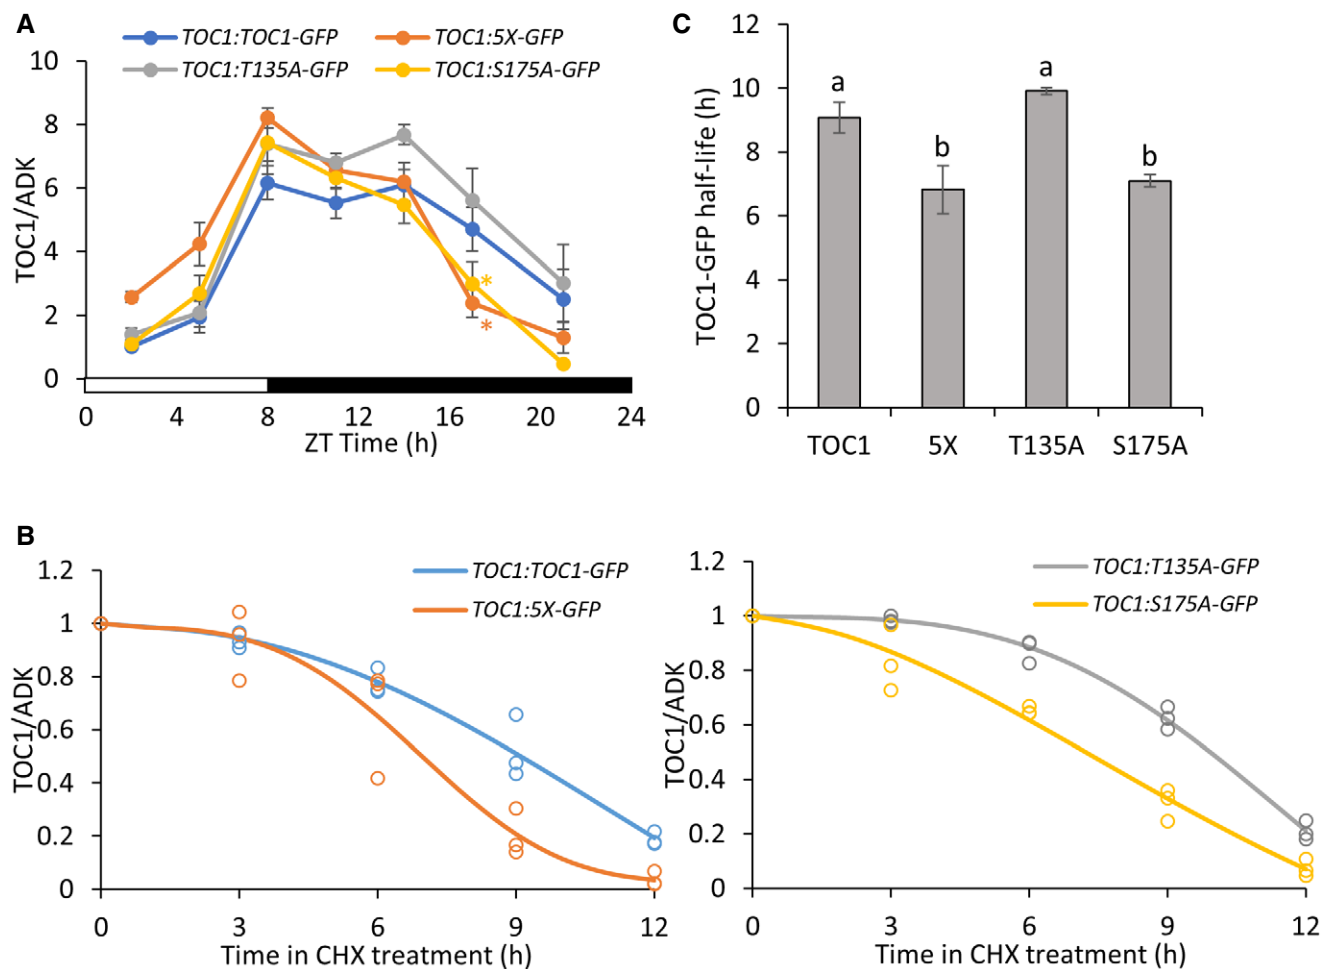 A
TOC1:TOC1-GFP
TOC1:5X-GFP
TOC1:T135A-GFP
TOC1:S175A-GFP
10
8
6
4
2
0
TOC1/ADK
*
*
0 4 8 12 16 20 24
ZT Time (h)
C
12
10
8
6
4
2
0
TOC1-GFP half-life (h)
a
b
a
b
TOC1 5X T135A S175A
B
TOC1:TOC1-GFP
TOC1:5X-GFP
1.2
1
0.8
0.6
0.4
0.2
0
TOC1/ADK
0 3 6 9 12
Time in CHX treatment (h)
TOC1:T135A-GFP
TOC1:S175A-GFP
1.2
1
0.8
0.6
0.4
0.2
0
TOC1/ADK
0 3 6 9 12
Time in CHX treatment (h)